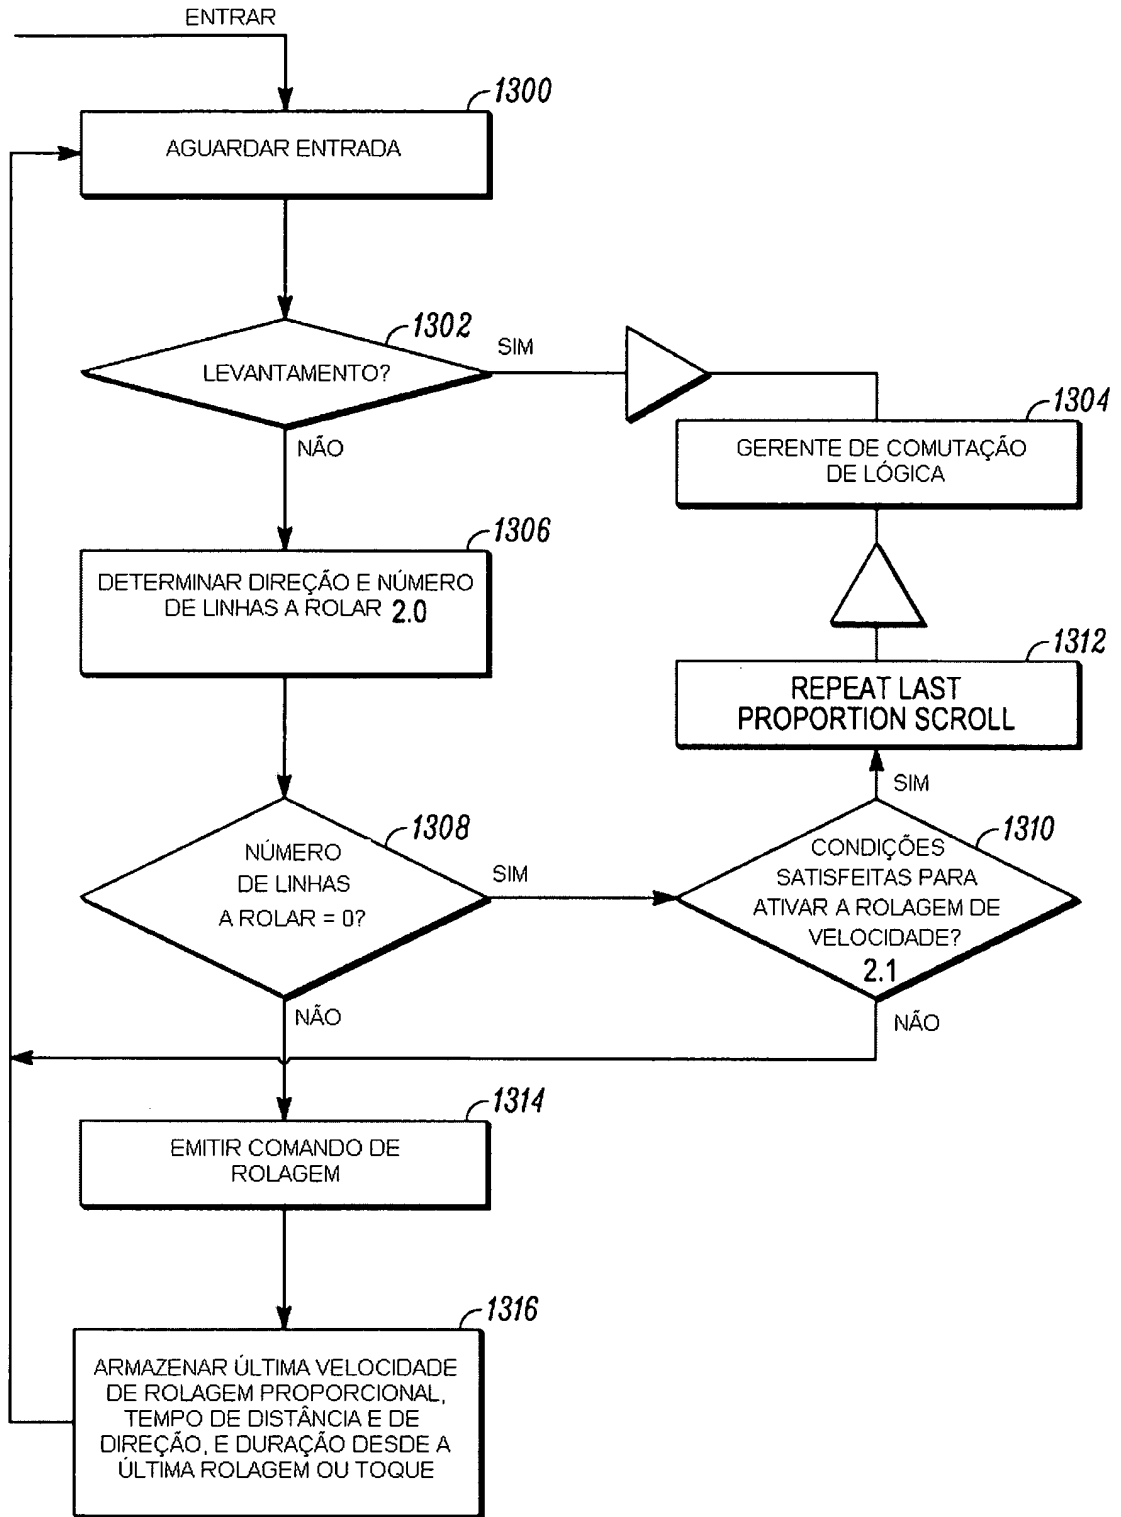 ENTRAR
1300
AGUARDAR ENTRADA
1302
LEVANTAMENTO?
SIM
NÃO
1304
GERENTE DE COMUTAÇÃO
DE LÓGICA
1306
DETERMINAR DIREÇÃO E NÚMERO
DE LINHAS A ROLAR 2.0
1312
REPEAT LAST
PROPORTION SCROLL
SIM
1308
NÚMERO
DE LINHAS
A ROLAR = 0?
SIM
NÃO
1310
CONDIÇÕES
SATISFEITAS PARA
ATIVAR A ROLAGEM DE
VELOCIDADE?
2.1
NÃO
1314
EMITIR COMANDO DE
ROLAGEM
1316
ARMAZENAR ÚLTIMA VELOCIDADE
DE ROLAGEM PROPORCIONAL,
TEMPO DE DISTÂNCIA E DE
DIREÇÃO, E DURAÇÃO DESDE A
ÚLTIMA ROLAGEM OU TOQUE